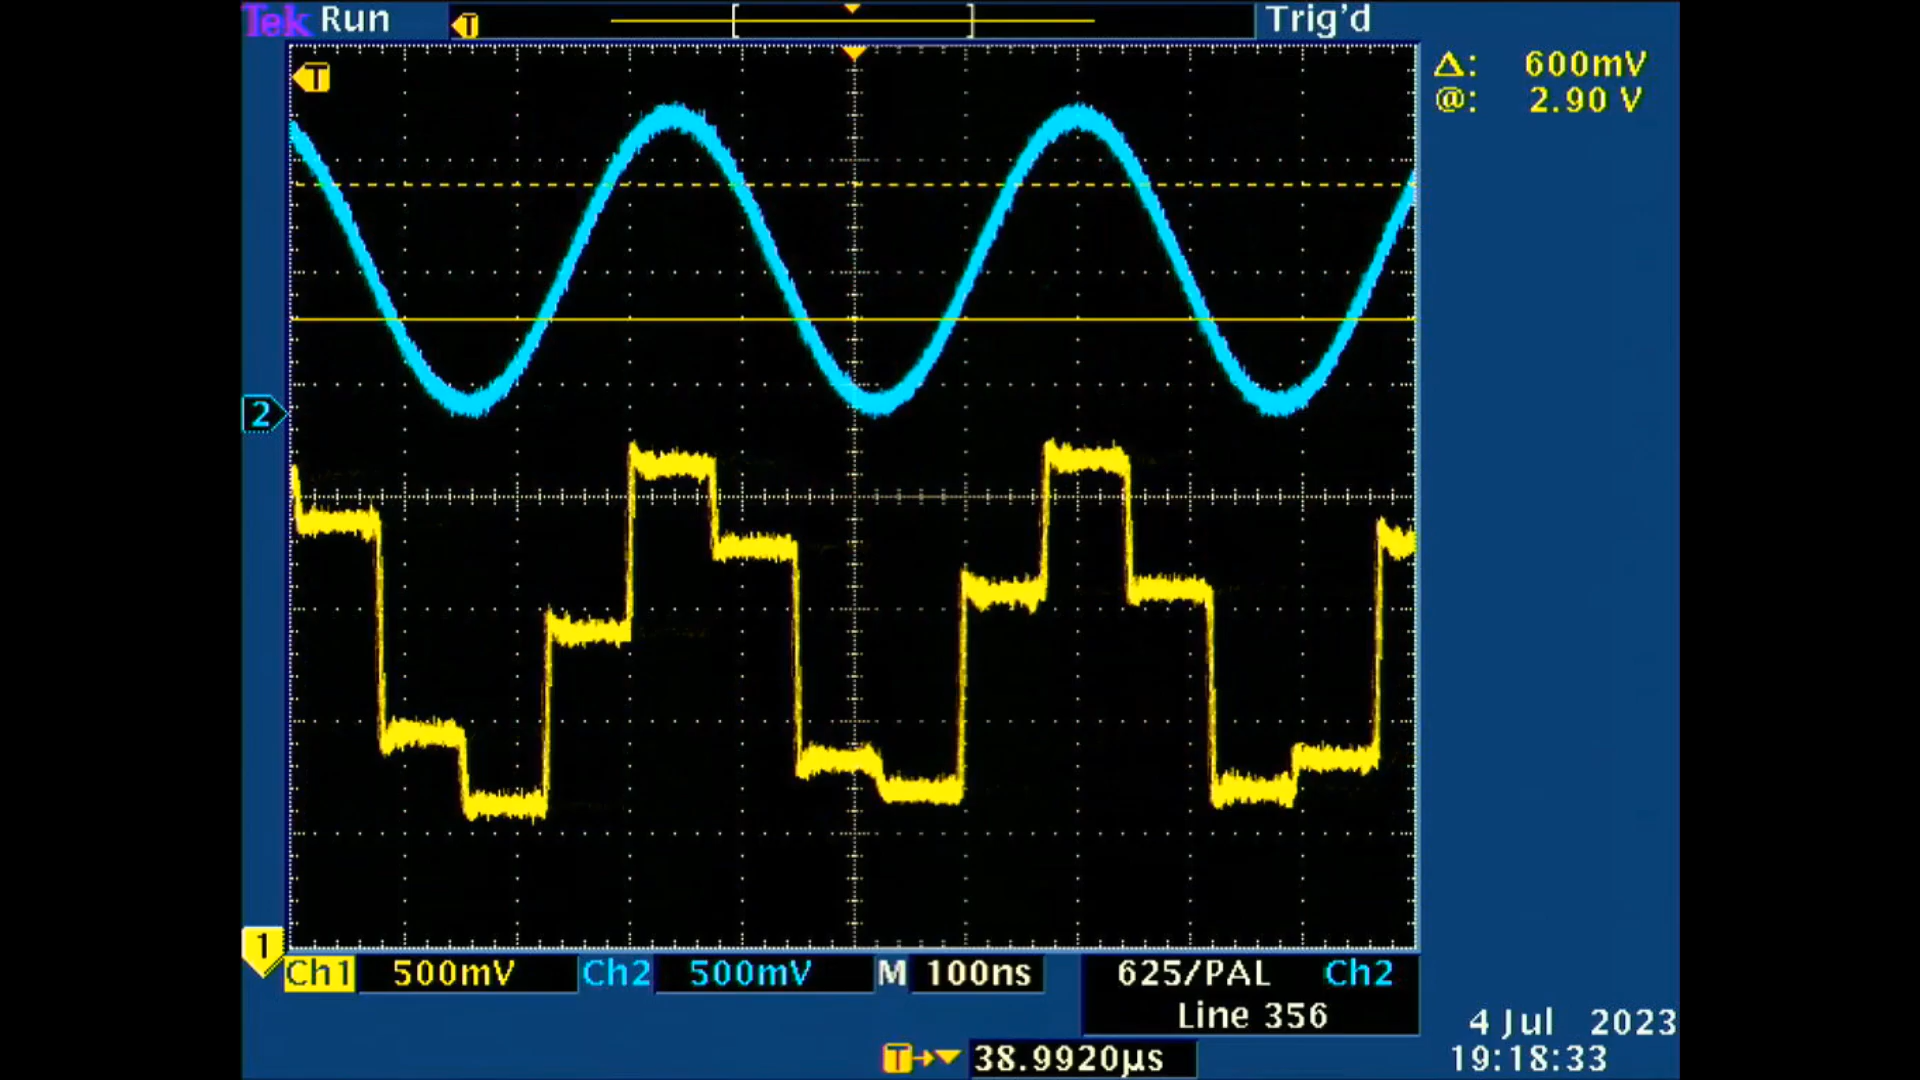 Tek Run
T
Trig'd
T
Δ: 600mV
@: 2.90 V
2
1
Ch1 500mV Ch2 500mV M 100ns 625/PAL Ch2
Line 356
4 Jul 2023
T→▼ 38.9920µs
19:18:33